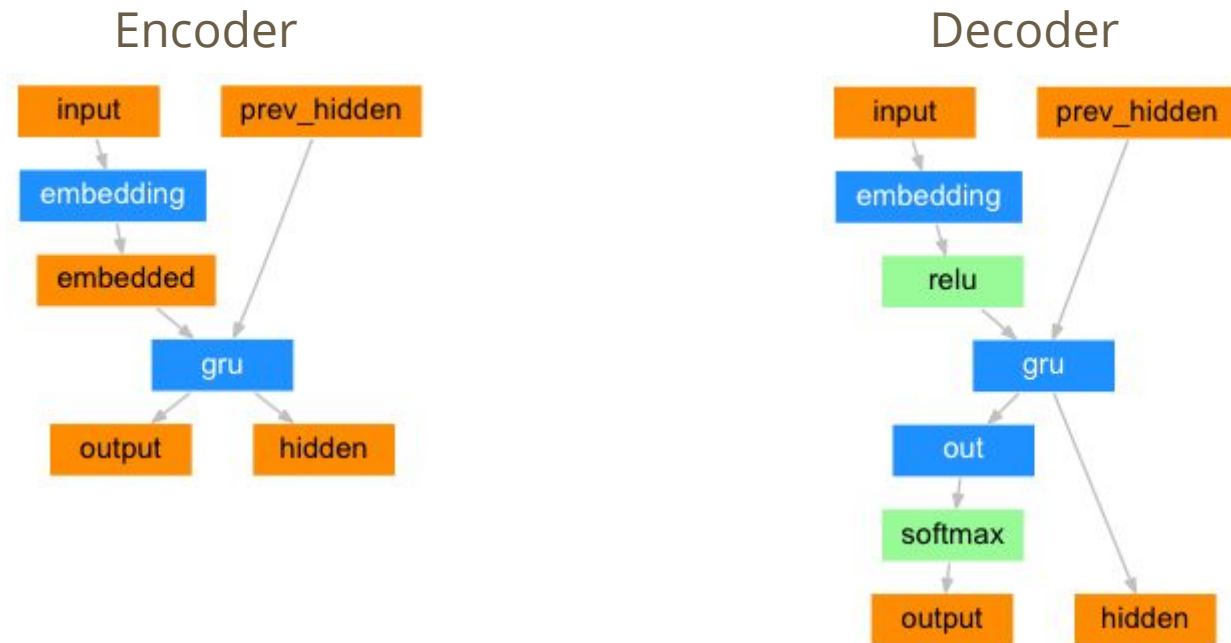 Encoder
input
prev_hidden
embedding
embedded
gru
output
hidden
Decoder
input
prev_hidden
embedding
relu
gru
out
softmax
output
hidden